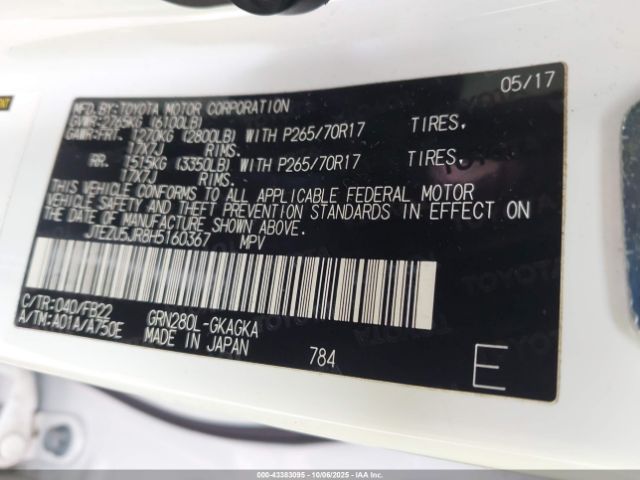 05/17
MFD.BY:TOYOTA MOTOR CORPORATION
GVWR:2765KG (6100LB)
GAWR:FRT. 1270KG (2800LB) WITH P265/70R17 TIRES.
17X7J RIMS.
RR. 1515KG (3350LB) WITH P265/70R17 TIRES.
17X7J RIMS.
THIS VEHICLE CONFORMS TO ALL APPLICABLE FEDERAL MOTOR
VEHICLE SAFETY AND THEFT PREVENTION STANDARDS IN EFFECT ON
THE DATE OF MANUFACTURE SHOWN ABOVE.
JTEZU5JR8H5160367 MPV
C/TR:040/FB22 GRN280L-GKAGKA
A/TM:A01A/A750E MADE IN JAPAN 784 E
000-43383095 - 10/06/2025 - IAA